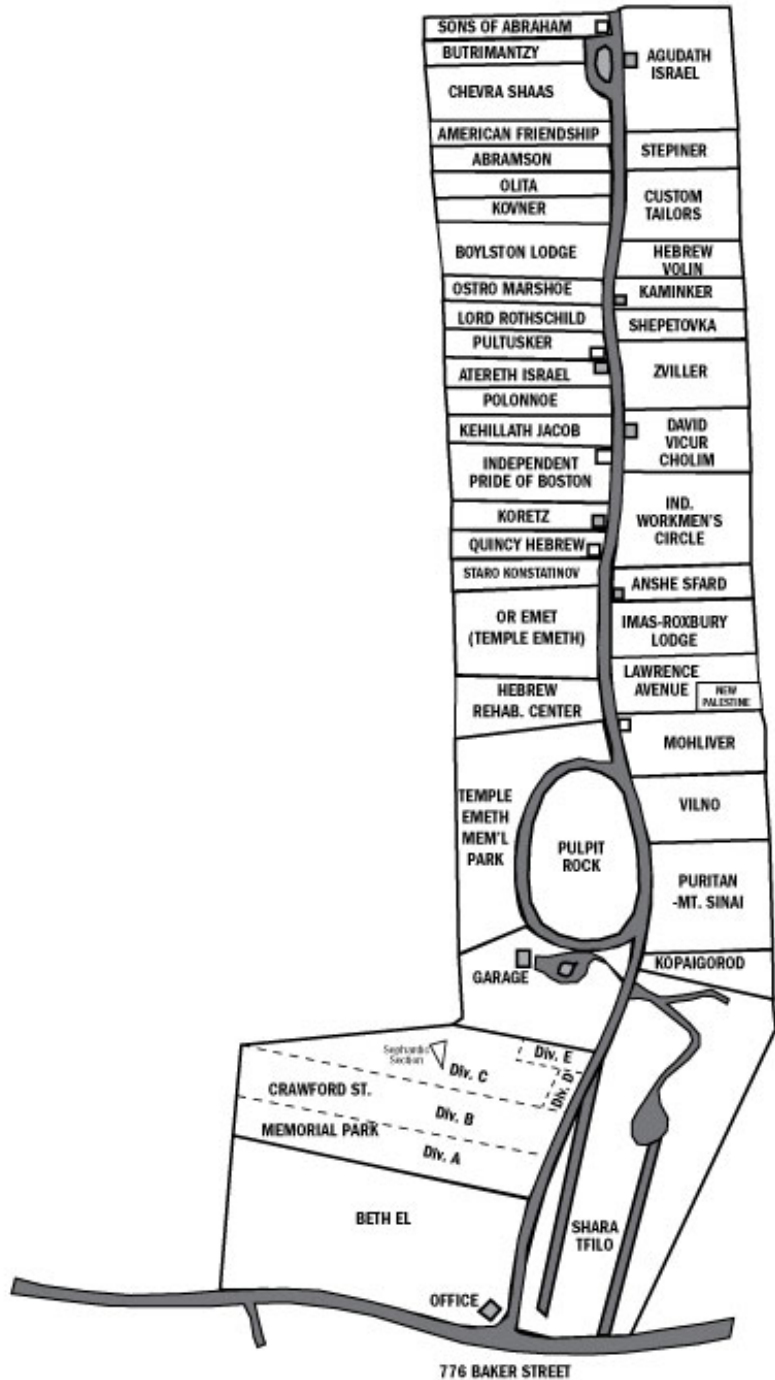 SONS OF ABRAHAM
BUTRIMANTZY
CHEVRA SHAAS
AMERICAN FRIENDSHIP
ABRAMSON
OLITA
KOVNER
BOYLSTON LODGE
OSTRO MARSHOE
LORD ROTHSCHILD
PULTUSKER
ATERETH ISRAEL
POLONNOE
KEHILLATH JACOB
INDEPENDENT
PRIDE OF BOSTON
KORETZ
QUINCY HEBREW
STARO KONSTATINOV
OR EMET
(TEMPLE EMETH)
HEBREW
REHAB. CENTER
TEMPLE
EMETH
MEM'L
PARK
PULPIT
ROCK
GARAGE
AGUDATH
ISRAEL
STEPINER
CUSTOM
TAILORS
HEBREW
VOLIN
KAMINKER
SHEPETOVKA
ZVILLER
DAVID
VICUR
CHOLIM
IND.
WORKMEN'S
CIRCLE
ANSHE SFARD
IMAS-ROXBURY
LODGE
LAWRENCE
AVENUE
NEW
PALESTINE
MOHLIVER
VILNO
PURITAN
-MT. SINAI
KOPAIGOROD
Sephardic
Section
Div. E
Div. D
Div. C
CRAWFORD ST.
Div. B
MEMORIAL PARK
Div. A
BETH EL
SHARA
TFILO
OFFICE
776 BAKER STREET